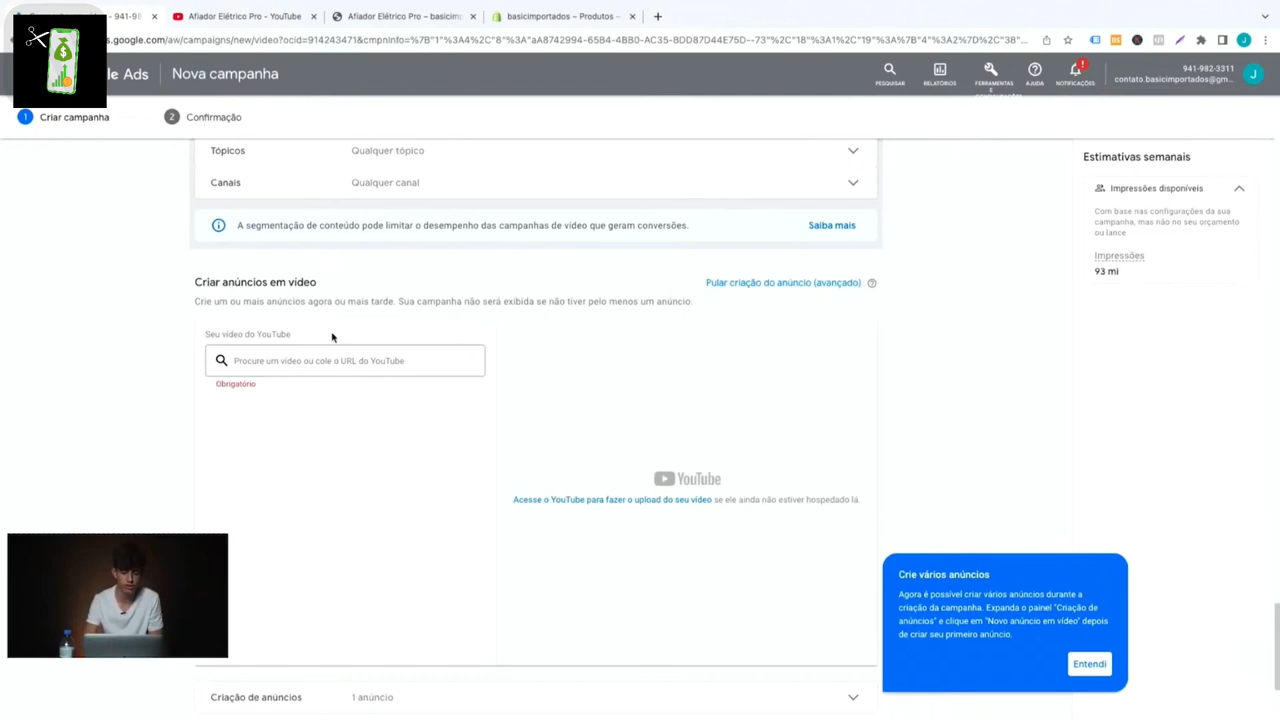 - 941-98
Afiador Elétrico Pro - YouTube
Afiador Elétrico Pro – basicimp
basicimportados – Produtos –
s.google.com/aw/campaigns/new/video?ocid=914243471&cmpnInfo=%7B"1"%3A4%2C"8"%3A"aA8742994-65B4-4BB0-AC35-BDD87D44E75D--73"%2C"18"%3A1%2C"19"%3A%7B"4"%3A2%7D%2C"38"...
le Ads
Nova campanha
PESQUISAR
RELATÓRIOS
FERRAMENTAS E
AJUDA
NOTIFICAÇÕES
941-982-3311
contato.basicimportados@gm...
J
1 Criar campanha
2 Confirmação
Tópicos
Qualquer tópico
Canais
Qualquer canal
A segmentação de conteúdo pode limitar o desempenho das campanhas de vídeo que geram conversões.
Saiba mais
Criar anúncios em vídeo
Pular criação do anúncio (avançado)
Crie um ou mais anúncios agora ou mais tarde. Sua campanha não será exibida se não tiver pelo menos um anúncio.
Seu vídeo do YouTube
Procure um vídeo ou cole o URL do YouTube
Obrigatório
YouTube
Acesse o YouTube para fazer o upload do seu vídeo se ele ainda não estiver hospedado lá.
Criação de anúncios
1 anúncio
Estimativas semanais
Impressões disponíveis
Com base nas configurações da sua
campanha, mas não no seu orçamento
ou lance
Impressões
93 mi
Crie vários anúncios
Agora é possível criar vários anúncios durante a
criação da campanha. Expanda o painel "Criação de
anúncios" e clique em "Novo anúncio em vídeo" depois
de criar seu primeiro anúncio.
Entendi